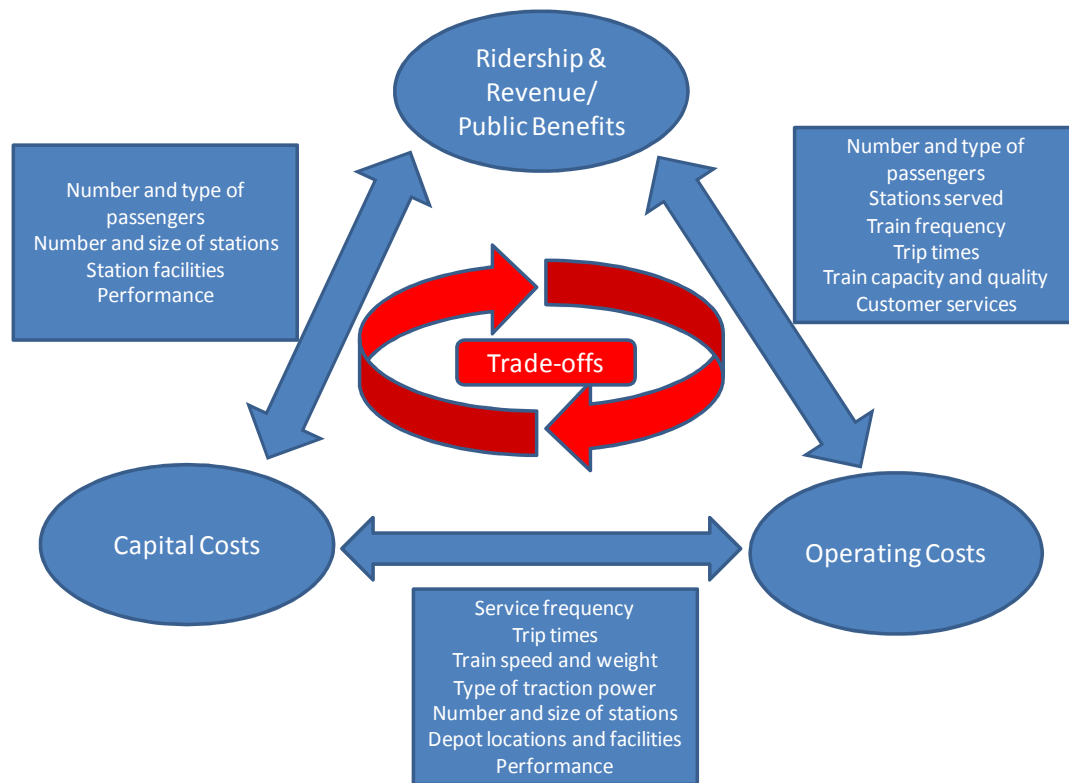 Ridership &
Revenue/
Public Benefits
Number and type of
passengers
Number and size of stations
Station facilities
Performance
Number and type of
passengers
Stations served
Train frequency
Trip times
Train capacity and quality
Customer services
Trade-offs
Capital Costs
Operating Costs
Service frequency
Trip times
Train speed and weight
Type of traction power
Number and size of stations
Depot locations and facilities
Performance